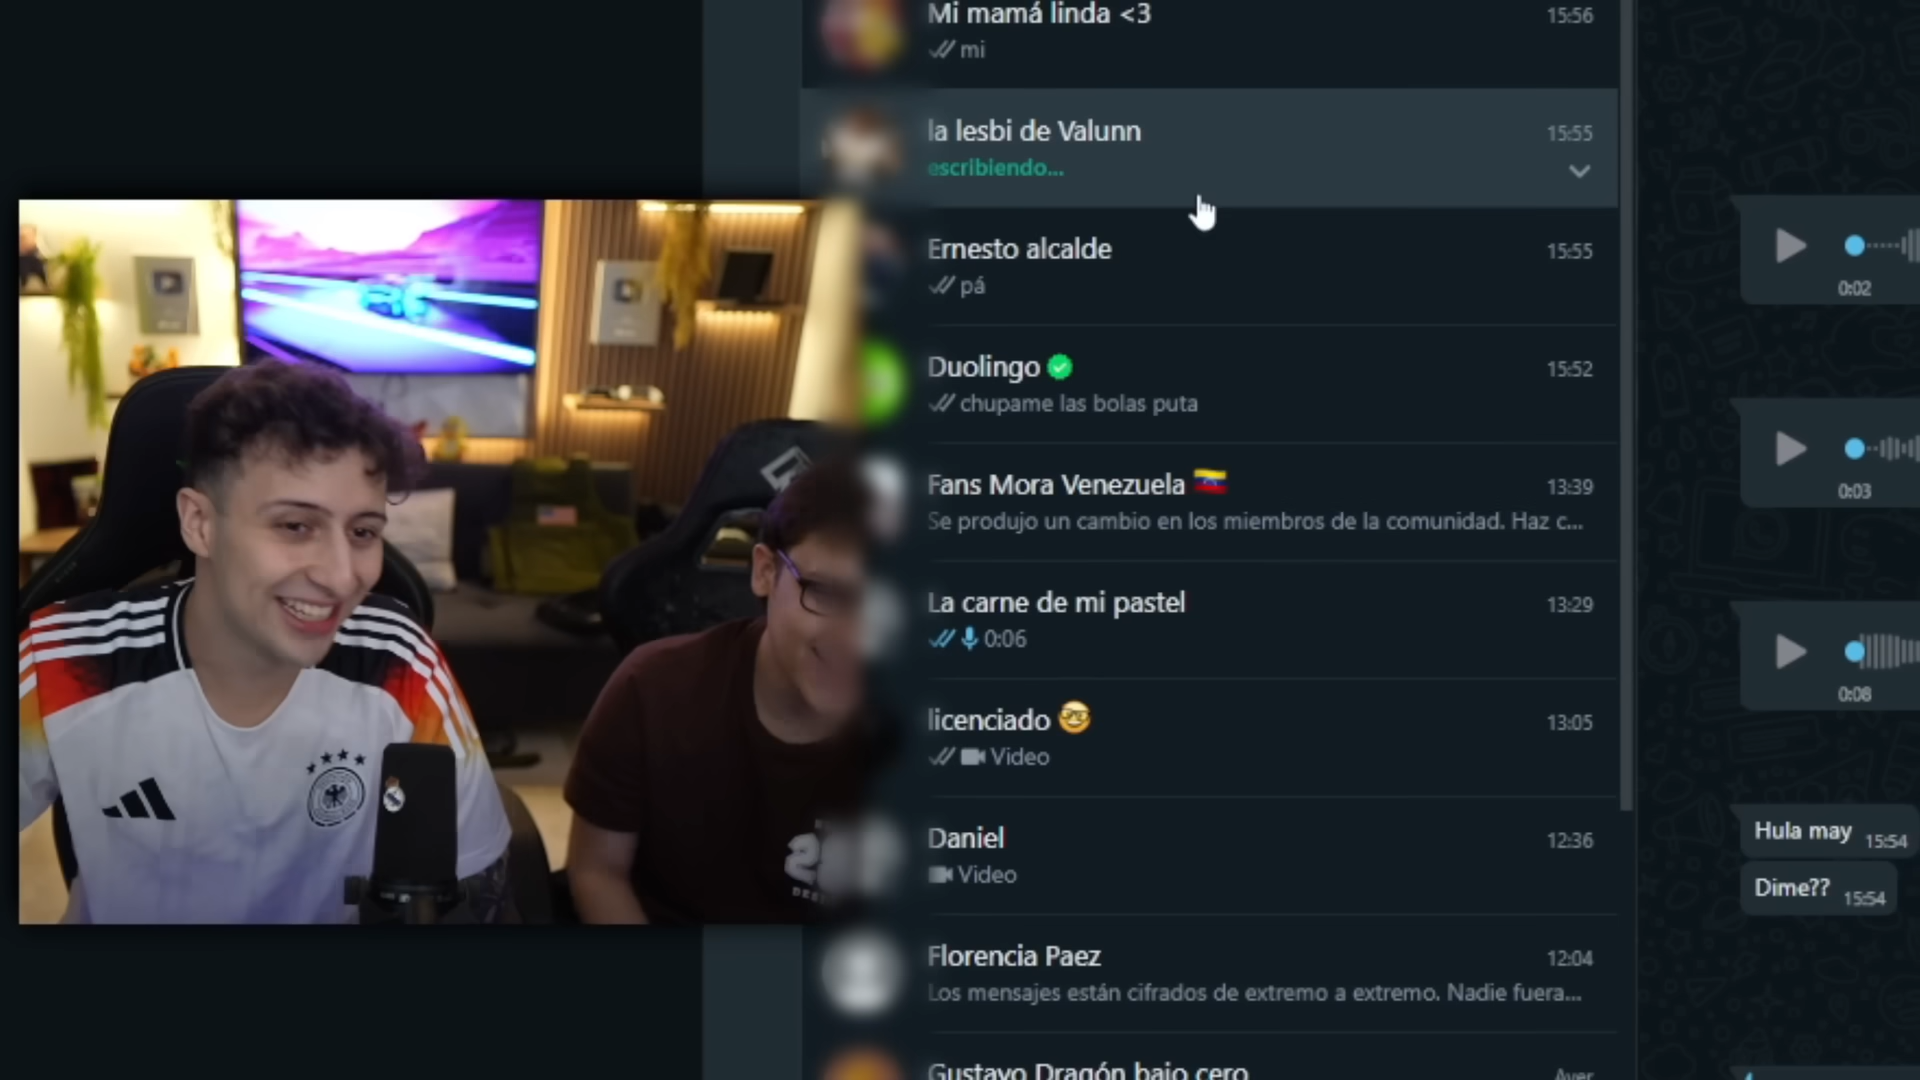 Mi mamá linda <3
15:56
mi
la lesbi de Valunn
15:55
escribiendo...
Ernesto alcalde
15:55
pá
Duolingo
15:52
chupame las bolas puta
Fans Mora Venezuela 🇻🇪
13:39
Se produjo un cambio en los miembros de la comunidad. Haz c...
La carne de mi pastel
13:29
0:06
licenciado 🤓
13:05
Video
Daniel
12:36
Video
Florencia Paez
12:04
Los mensajes están cifrados de extremo a extremo. Nadie fuera...
Gustavo Dragón bajo cero
Ayer
0:02
0:03
0:08
Hula may 15:54
Dime?? 15:54